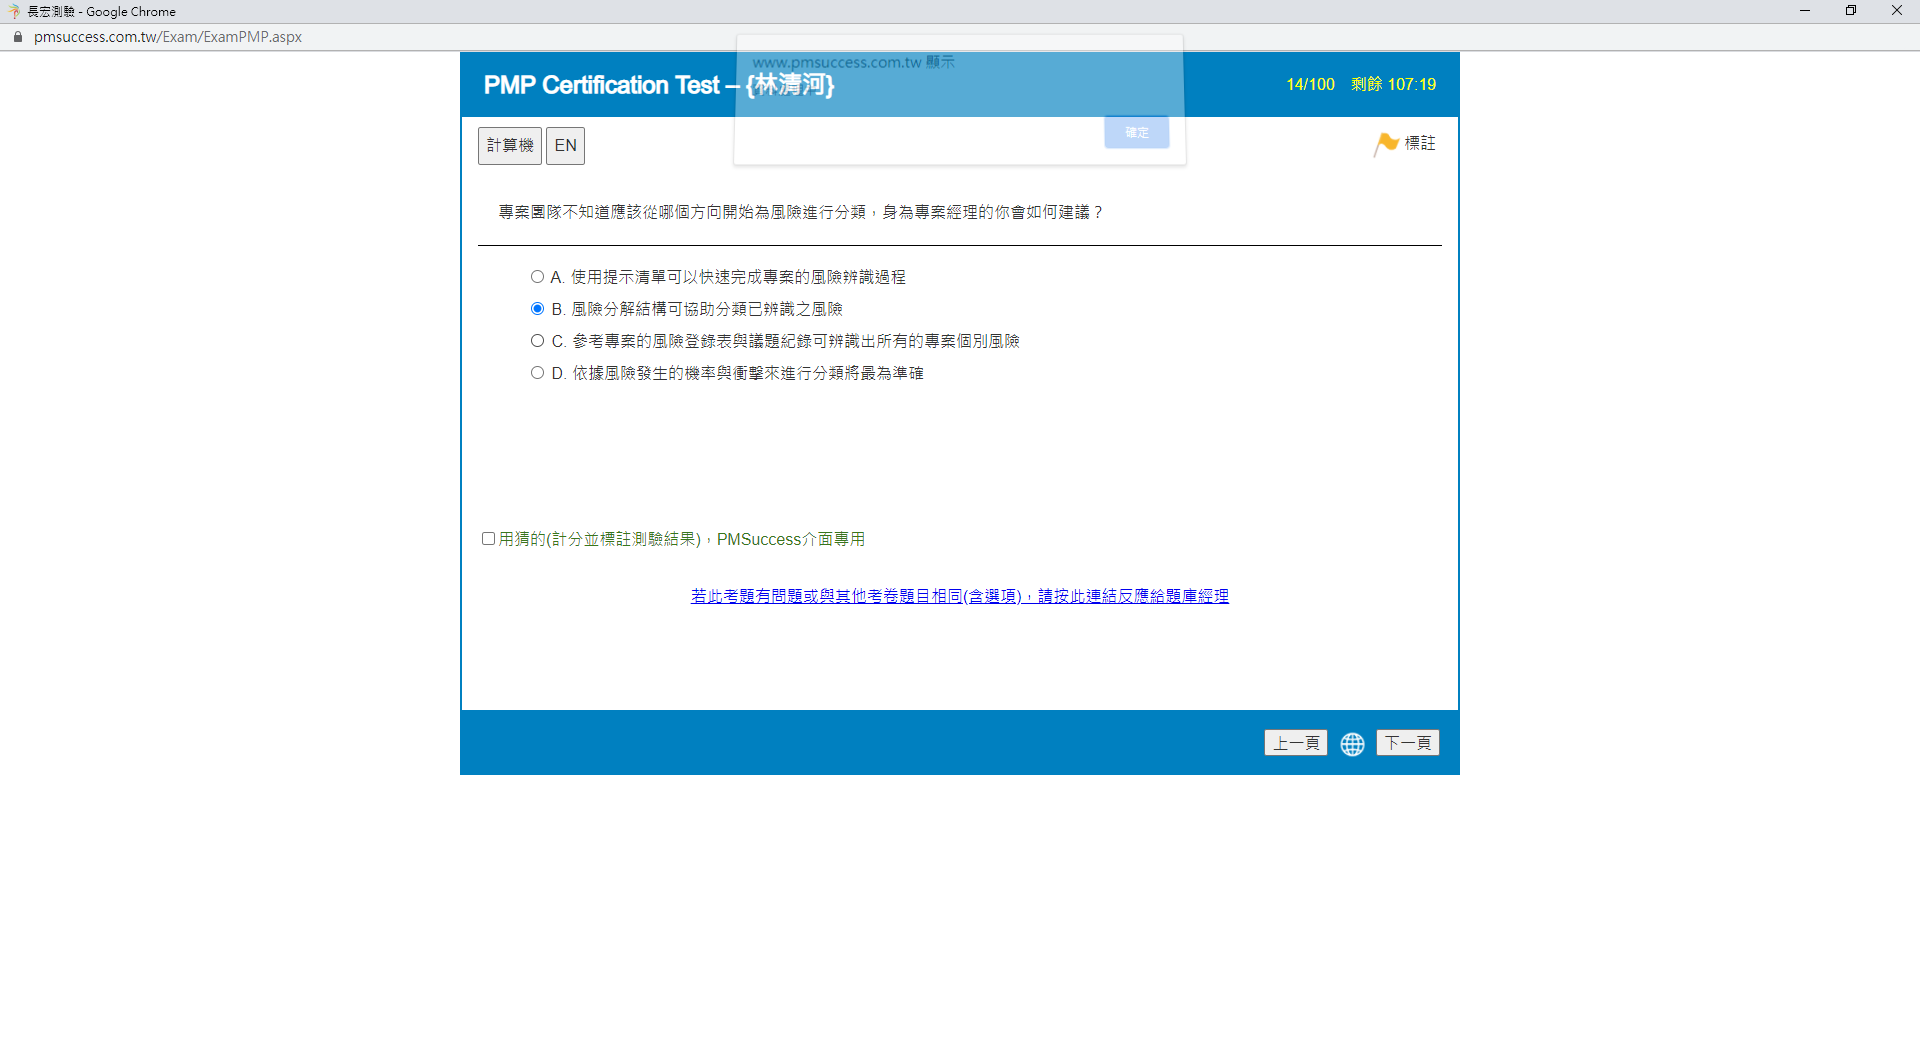 長宏測驗 - Google Chrome
pmsuccess.com.tw/Exam/ExamPMP.aspx
www.pmsuccess.com.tw 顯示
PMP Certification Test – {林清河}
14/100 剩餘 107:19
確定
計算機 EN
標註
專案團隊不知道應該從哪個方向開始為風險進行分類，身為專案經理的你會如何建議？
A. 使用提示清單可以快速完成專案的風險辨識過程
B. 風險分解結構可協助分類已辨識之風險
C. 參考專案的風險登錄表與議題紀錄可辨識出所有的專案個別風險
D. 依據風險發生的機率與衝擊來進行分類將最為準確
用猜的(計分並標註測驗結果)，PMSuccess介面專用
若此考題有問題或與其他考卷題目相同(含選項)，請按此連結反應給題庫經理
上一頁 下一頁